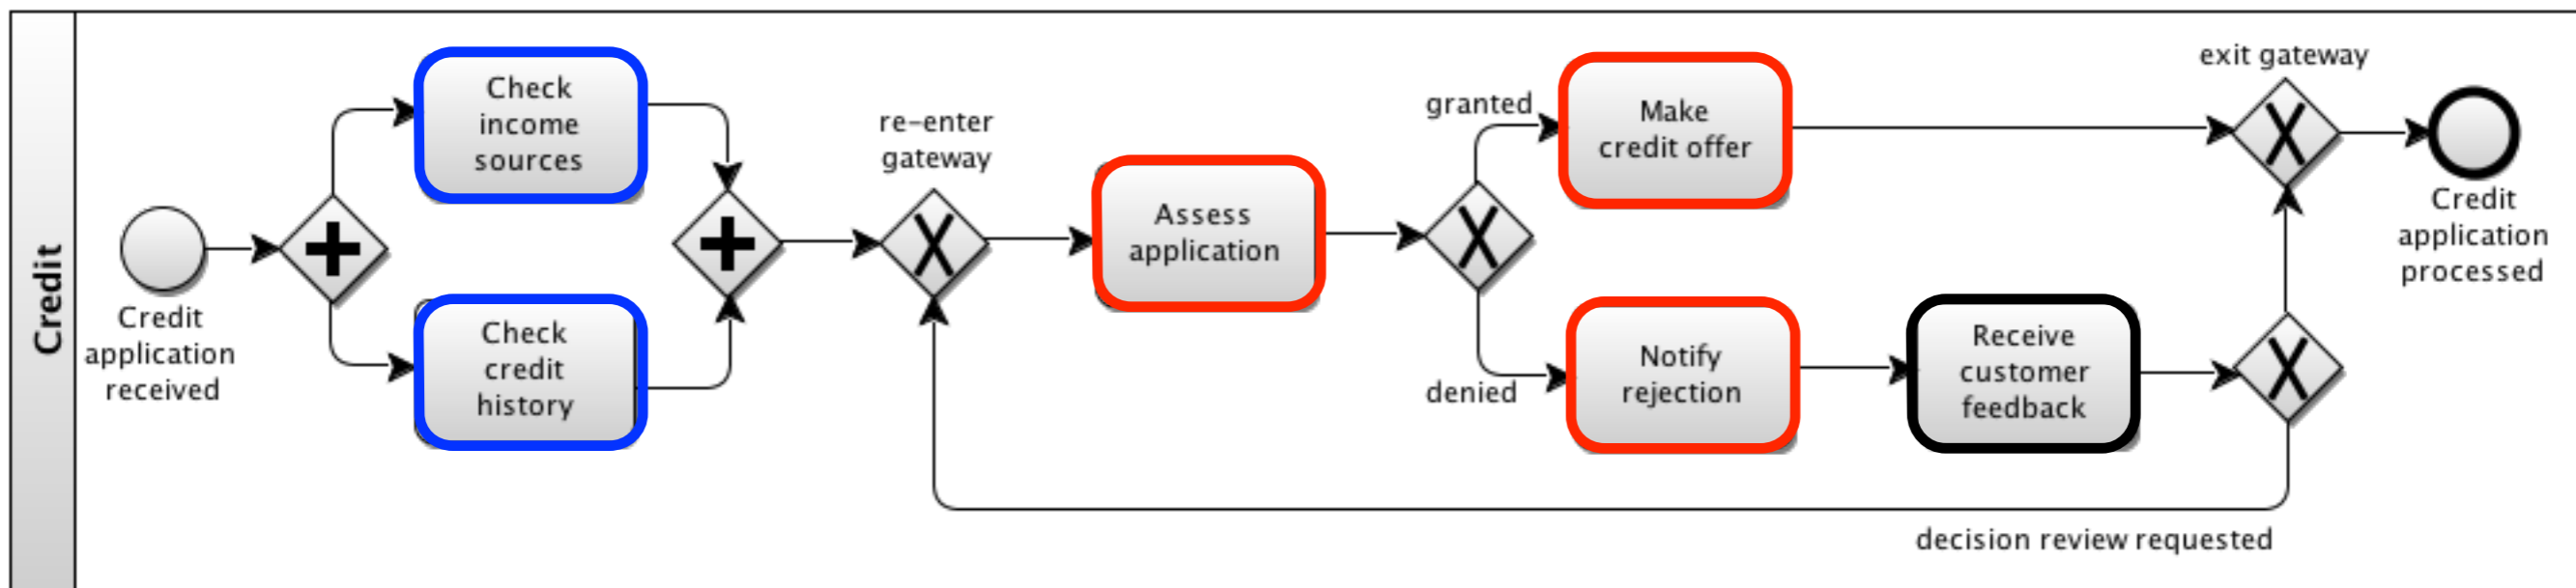 Credit
Credit
application
received
Check
income
sources
Check
credit
history
re-enter
gateway
Assess
application
granted
denied
Make
credit offer
Notify
rejection
Receive
customer
feedback
decision review requested
exit gateway
Credit
application
processed